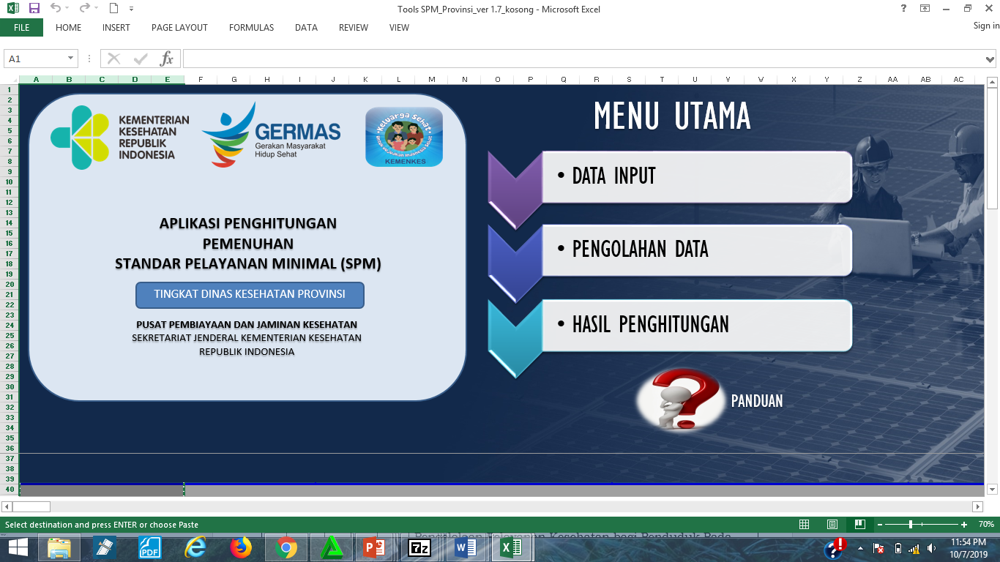 Tools SPM_Provinsi_ver 1.7_kosong - Microsoft Excel
FILE HOME INSERT PAGE LAYOUT FORMULAS DATA REVIEW VIEW
Sign in
A1
fx
A B C D E F G H I J K L M N O P Q R S T U V W X Y Z AA AB AC
1
2
3
4
5
6
7
8
9
10
11
12
13
14
15
16
17
18
19
20
21
22
23
24
25
26
27
28
29
30
31
32
33
34
35
36
37
38
39
40
KEMENTERIAN
KESEHATAN
REPUBLIK
INDONESIA
GERMAS
Gerakan Masyarakat
Hidup Sehat
Keluarga Sehat
KEMENKES
APLIKASI PENGHITUNGAN
PEMENUHAN
STANDAR PELAYANAN MINIMAL (SPM)
TINGKAT DINAS KESEHATAN PROVINSI
PUSAT PEMBIAYAAN DAN JAMINAN KESEHATAN
SEKRETARIAT JENDERAL KEMENTERIAN KESEHATAN
REPUBLIK INDONESIA
MENU UTAMA
• DATA INPUT
• PENGOLAHAN DATA
• HASIL PENGHITUNGAN
PANDUAN
Select destination and press ENTER or choose Paste
70%
PDF
7z
11:54 PM
10/7/2019